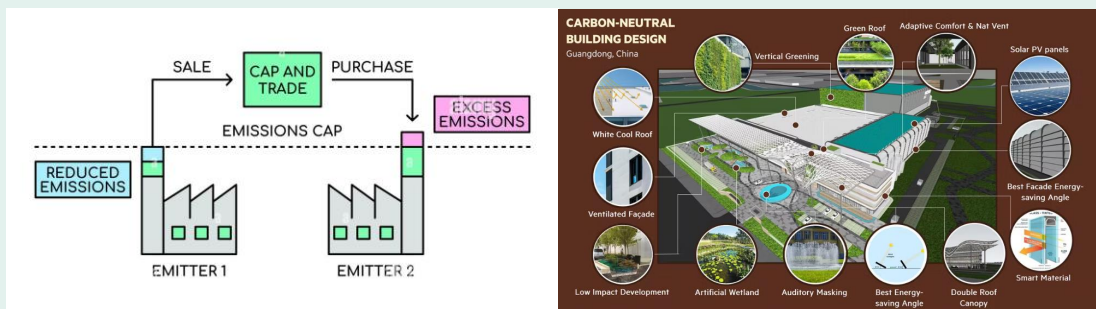 SALE
CAP AND
TRADE
PURCHASE
EXCESS
EMISSIONS
EMISSIONS CAP
REDUCED
EMISSIONS
EMITTER 1
EMITTER 2
CARBON-NEUTRAL
BUILDING DESIGN
Guangdong, China
Vertical Greening
Green Roof
Adaptive Comfort & Nat Vent
Solar PV panels
White Cool Roof
Best Facade Energy-
saving Angle
Ventilated Façade
Smart Material
Low Impact Development
Artificial Wetland
Auditory Masking
Best Energy-
saving Angle
Double Roof
Canopy